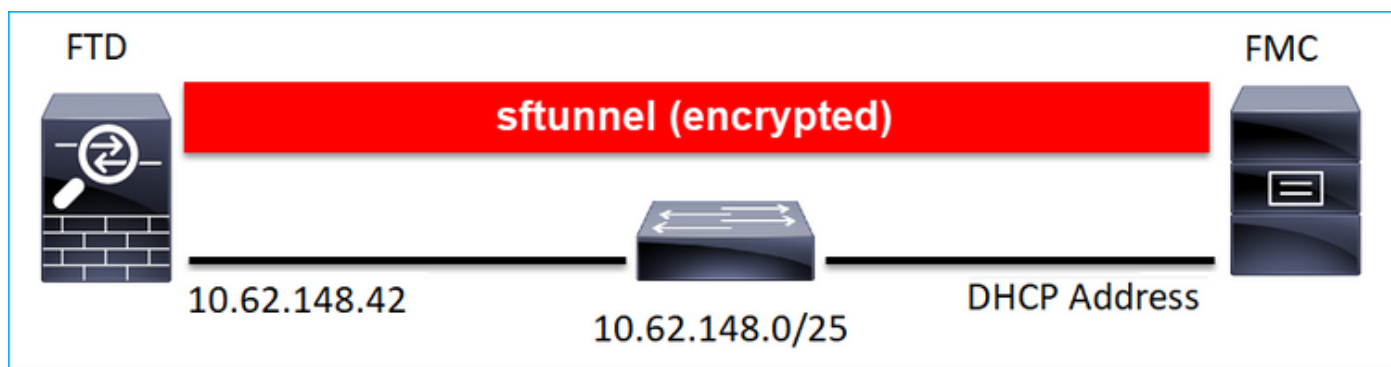 FTD
FMC
sftunnel (encrypted)
10.62.148.42
DHCP Address
10.62.148.0/25